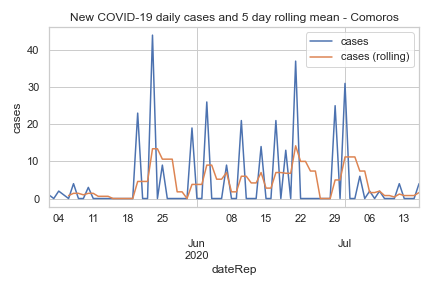 New COVID-19 daily cases and 5 day rolling mean - Comoros
cases
cases (rolling)
cases
40
30
20
10
0
04 11 18 25 08 15 22 29 06 13
Jun Jul
2020
dateRep